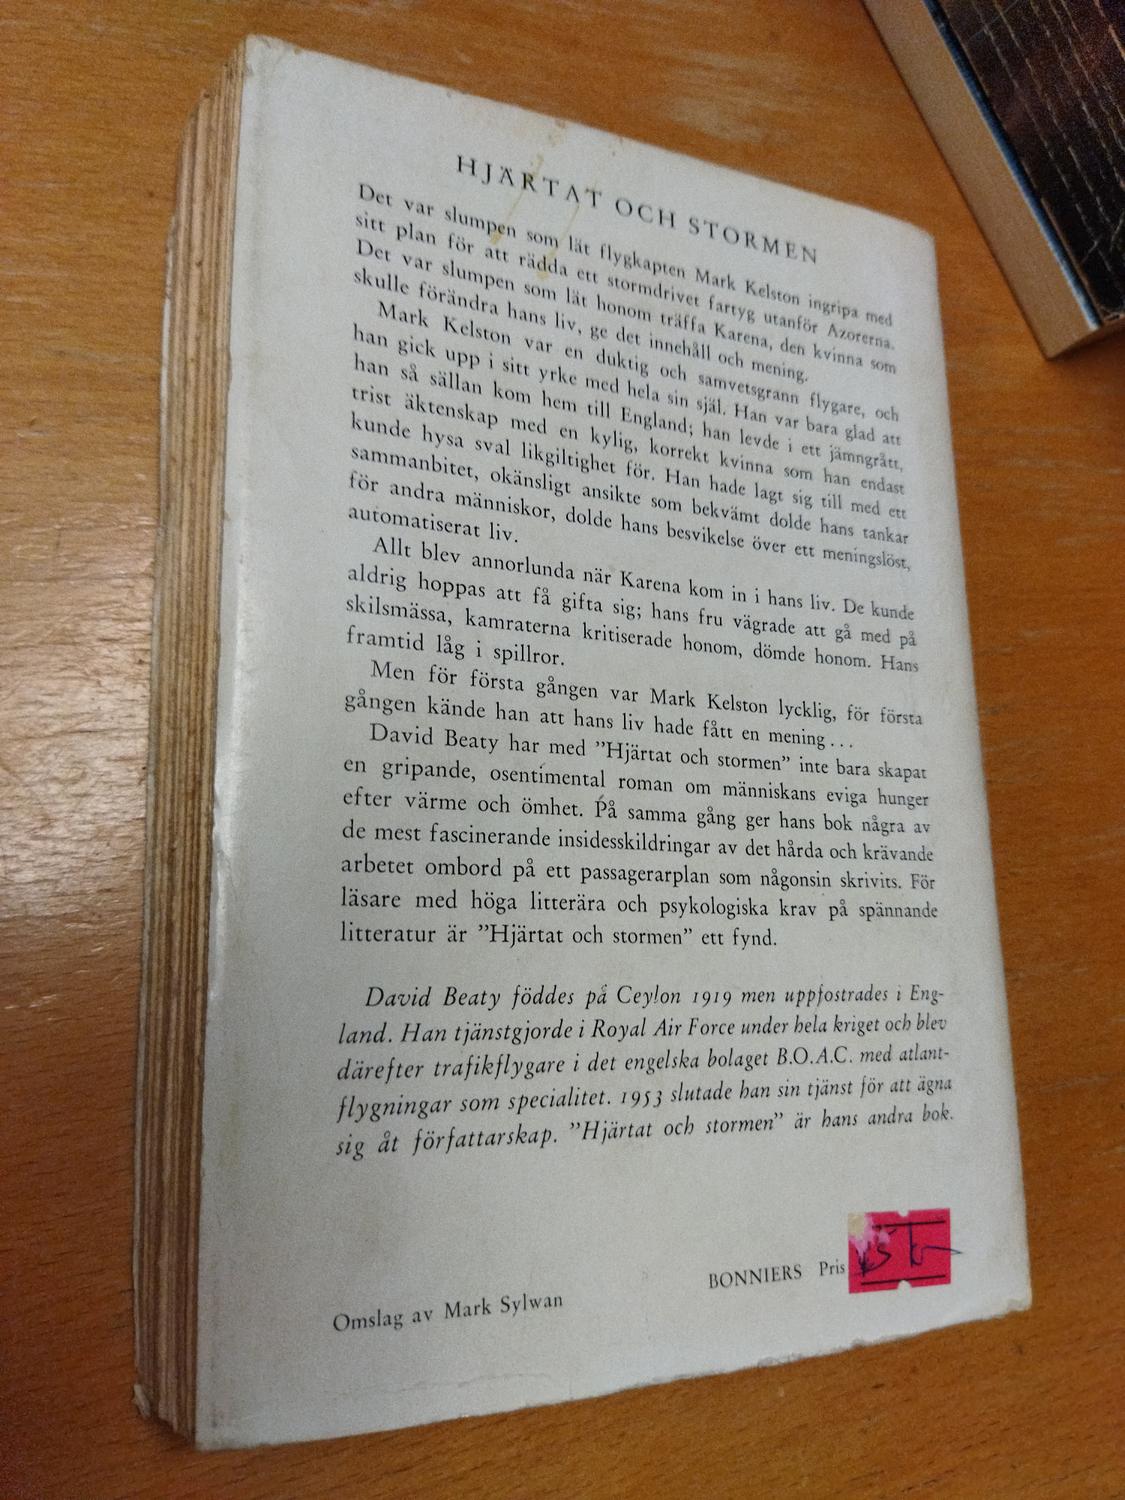 HJÄRTAT OCH STORMEN
Det var slumpen som lät flygkapten Mark Kelston ingripa med
sitt plan för att rädda ett stormdrivet fartyg utanför Azorerna.
Det var slumpen som lät honom träffa Karena, den kvinna som
skulle förändra hans liv, ge det innehåll och mening.
Mark Kelston var en duktig och samvetsgrann flygare, och
han gick upp i sitt yrke med hela sin själ. Han var bara glad att
han så sällan kom hem till England; han levde i ett jämngrått,
trist äktenskap med en kylig, korrekt kvinna som han endast
kunde hysa sval likgiltighet för. Han hade lagt sig till med ett
sammanbitet, okänsligt ansikte som bekvämt dolde hans tankar
för andra människor, dolde hans besvikelse över ett meningslöst,
automatiserat liv.
Allt blev annorlunda när Karena kom in i hans liv. De kunde
aldrig hoppas att få gifta sig; hans fru vägrade att gå med på
skilsmässa, kamraterna kritiserade honom, dömde honom. Hans
framtid låg i spillror.
Men för första gången var Mark Kelston lycklig, för första
gången kände han att hans liv hade fått en mening...
David Beaty har med ”Hjärtat och stormen” inte bara skapat
en gripande, osentimental roman om människans eviga hunger
efter värme och ömhet. På samma gång ger hans bok några av
de mest fascinerande insidesskildringar av det hårda och krävande
arbetet ombord på ett passagerarplan som någonsin skrivits. För
läsare med höga litterära och psykologiska krav på spännande
litteratur är ”Hjärtat och stormen” ett fynd.
David Beaty föddes på Ceylon 1919 men uppfostrades i Eng-
land. Han tjänstgjorde i Royal Air Force under hela kriget och blev
därefter trafikflygare i det engelska bolaget B.O.A.C. med atlant-
flygningar som specialitet. 1953 slutade han sin tjänst för att ägna
sig åt författarskap. ”Hjärtat och stormen” är hans andra bok.
BONNIERS Pris
Omslag av Mark Sylwan